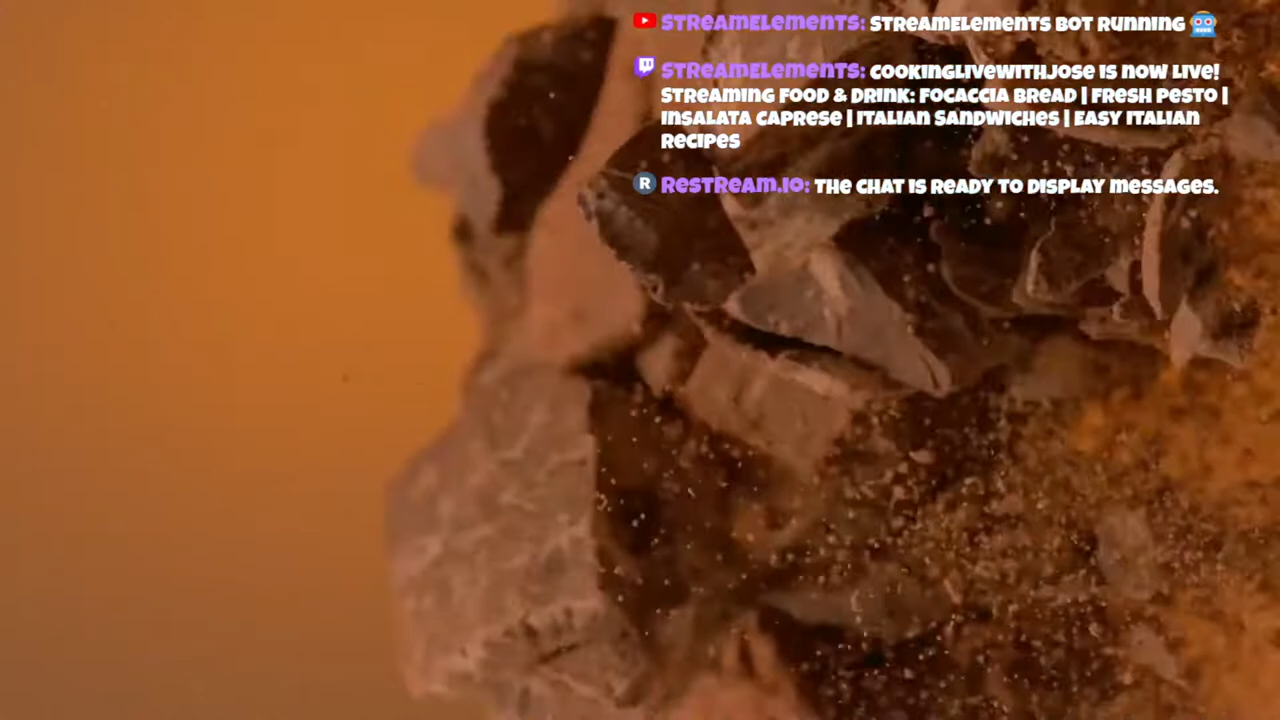 StreamElements: StreamElements Bot Running
StreamElements: cookinglivewithjose is now live!
Streaming Food & Drink: Focaccia Bread | Fresh Pesto |
Insalata Caprese | Italian Sandwiches | Easy Italian
Recipes
R Restream.io: The chat is ready to display messages.